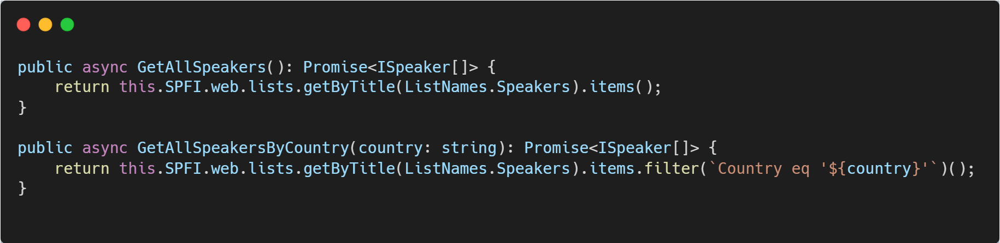 public async GetAllSpeakers(): Promise<ISpeaker[]> {
    return this.SPFI.web.lists.getByTitle(ListNames.Speakers).items();
}

public async GetAllSpeakersByCountry(country: string): Promise<ISpeaker[]> {
    return this.SPFI.web.lists.getByTitle(ListNames.Speakers).items.filter(`Country eq '${country}'`)();
}